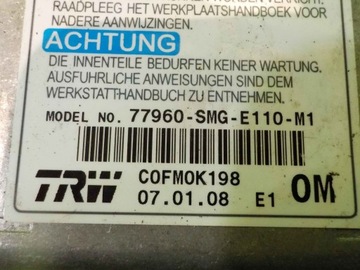 RAADPLEEG HET WERKPLAATSHANDBOEK VOOR
NADERE AANWIJZINGEN.
ACHTUNG
DIE INNENTEILE BEDURFEN KEINER WARTUNG.
AUSFUHRLICHE ANWEISUNGEN SIND DEM
WERKSTATTHANDBUCH ZU ENTNEHMEN.
MODEL NO. 77960-SMG-E110-M1
TRW
COFMOK198
07.01.08 E1
OM